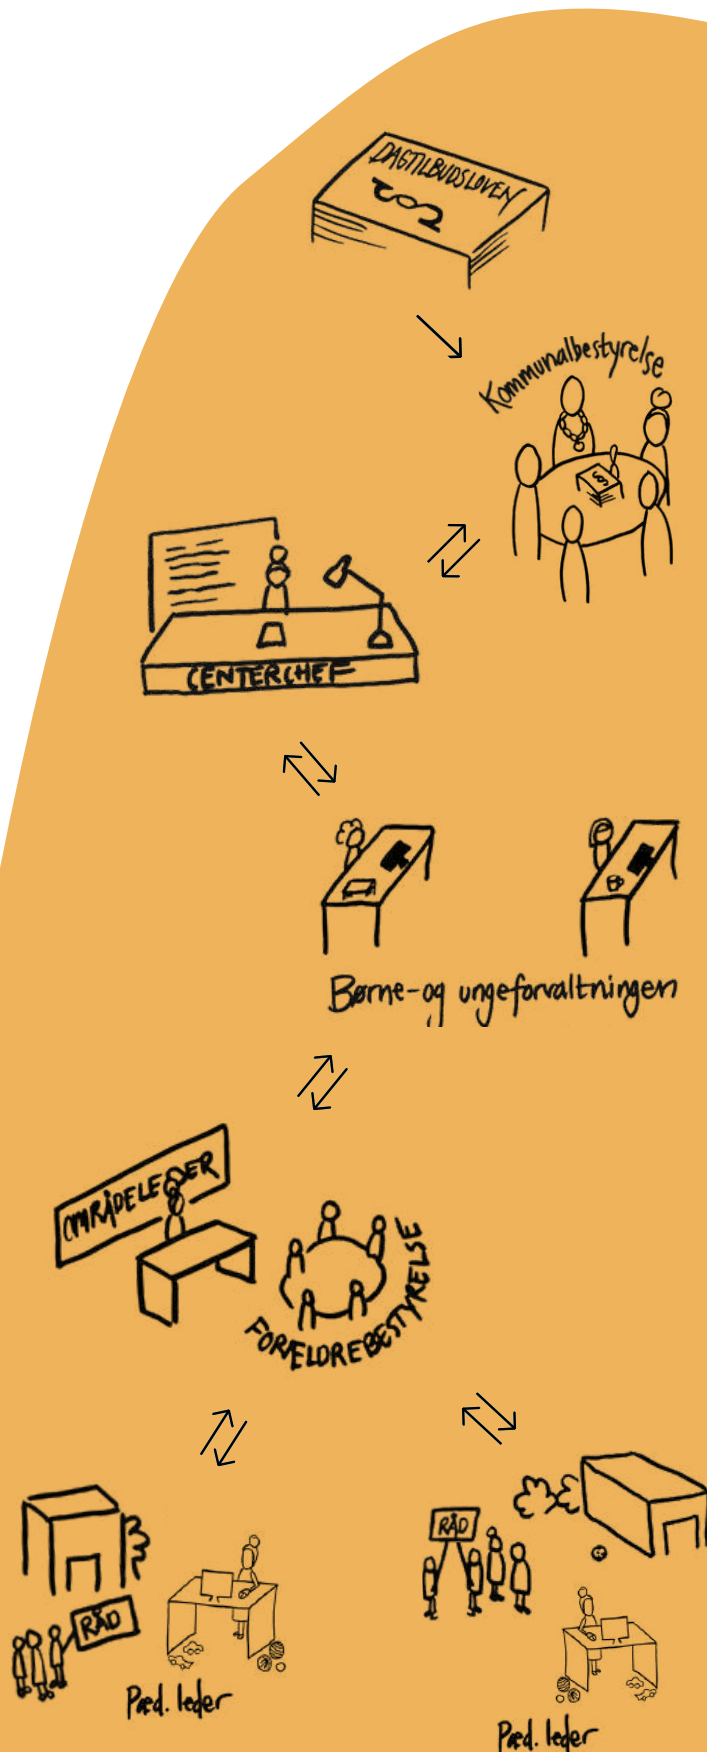 DAGTILBUDSLOVEN
§
Kommunalbestyrelse
§
CENTERCHEF
Børne-og ungeforvaltningen
OMRÅDELEDER
FORÆLDREBESTYRELSE
RÅD
RÅD
Pæd. leder
Pæd. leder